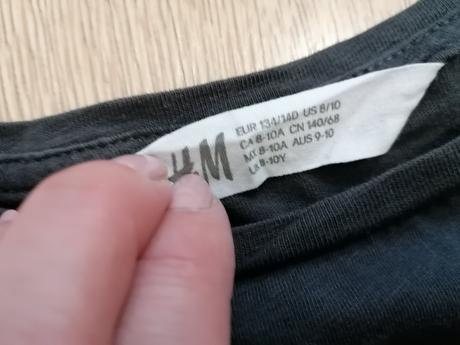 H&M
EUR 134/140 US 8/10
CA 8-10A CN 140/68
MX 8-10A AUS 9-10
UK 8-10Y